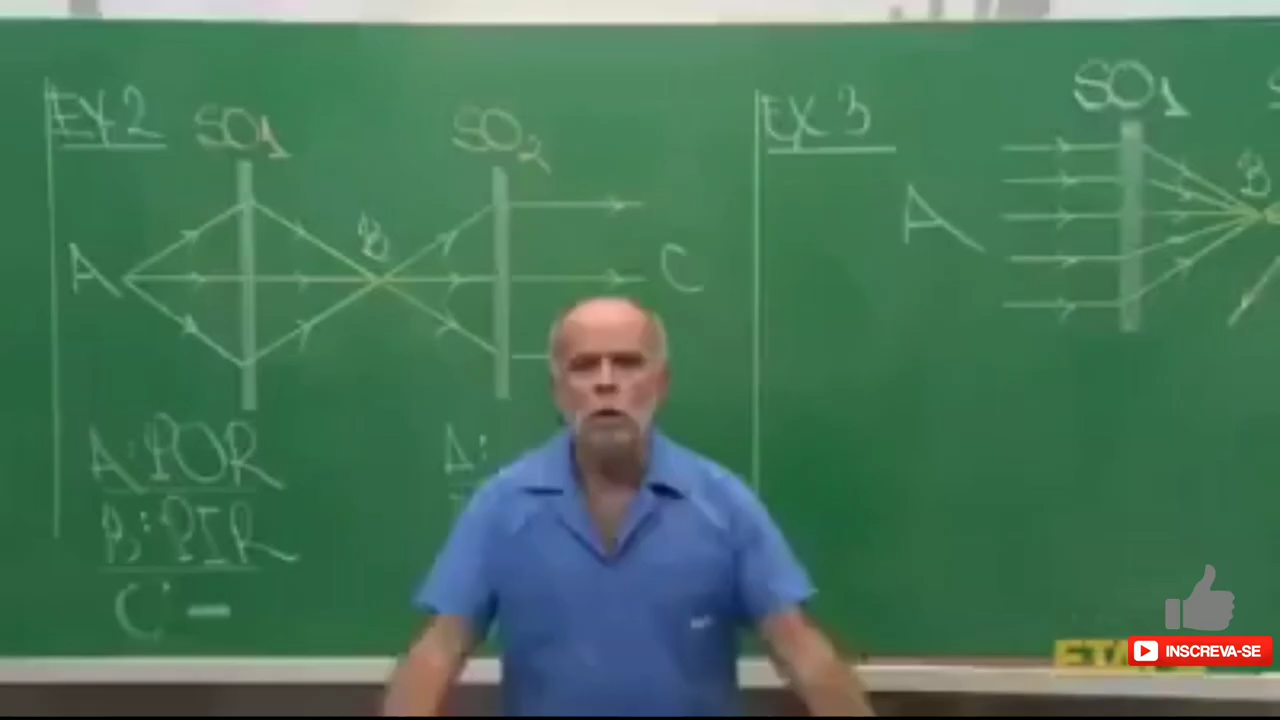 EX 2
SO1
SO2
A
B
C
A: POR
B: PIR
C: —
A:
EX 3
SO1
A
B
INSCREVA-SE